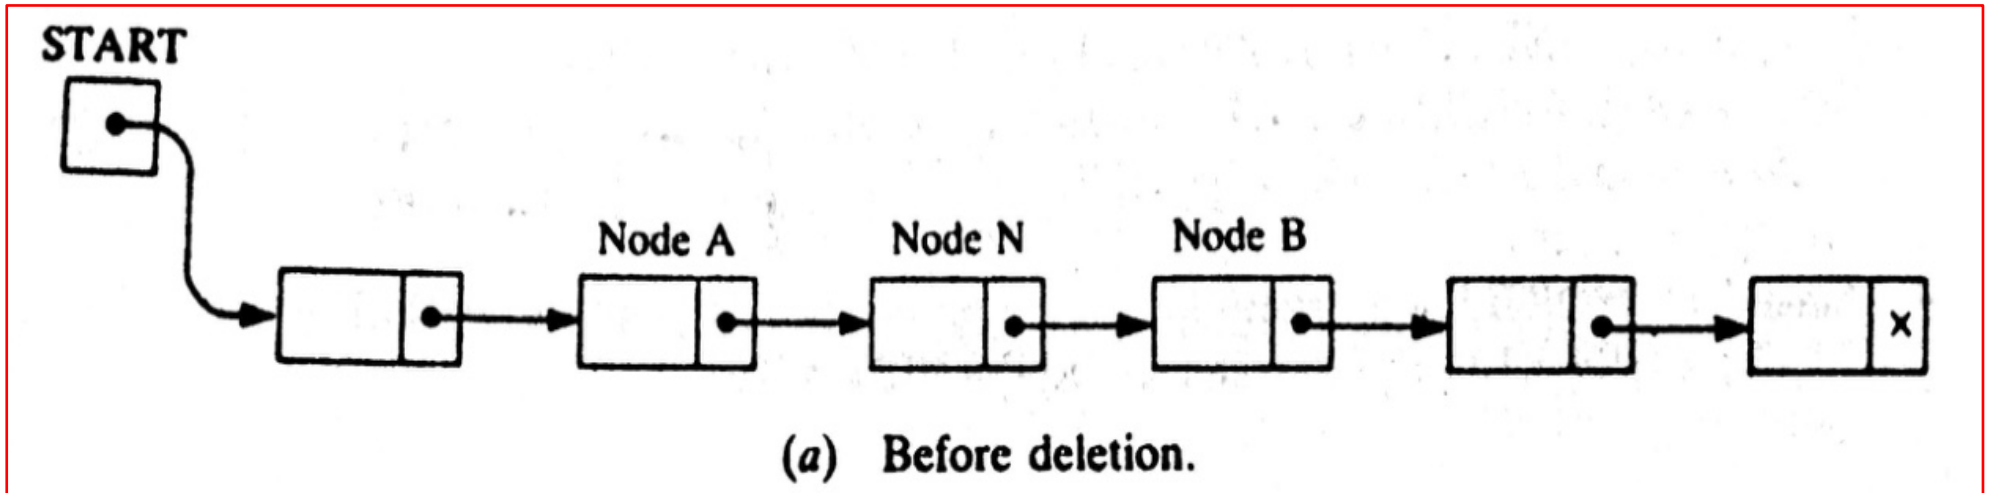 START
Node A Node N Node B
x
(a) Before deletion.